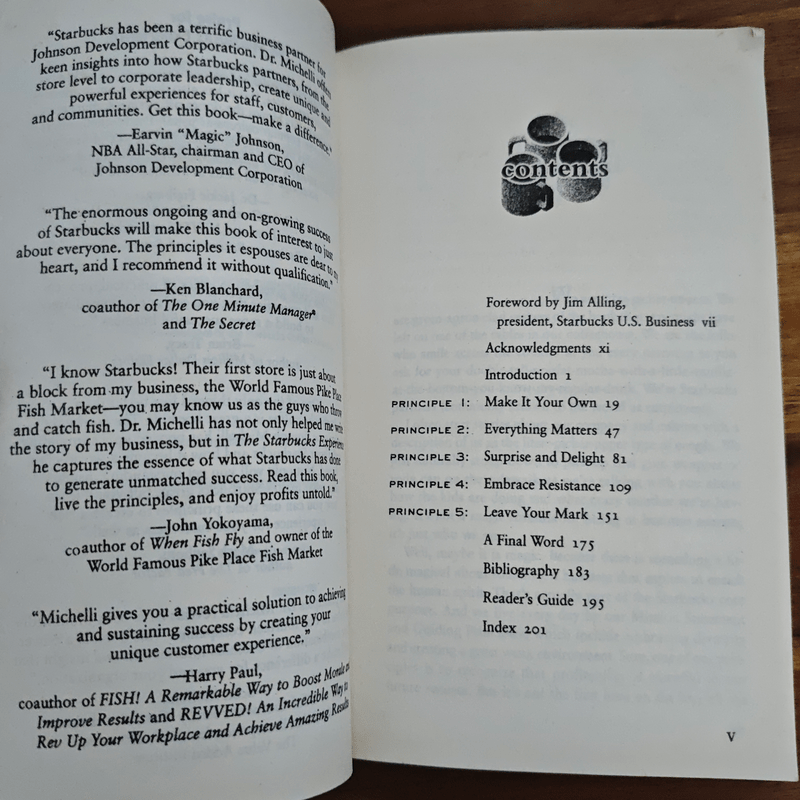 “Starbucks has been a terrific business partner for
Johnson Development Corporation. Dr. Michelli offers
keen insights into how Starbucks partners, from the
store level to corporate leadership, create unique and
powerful experiences for staff, customers,
and communities. Get this book—make a difference.”
—Earvin “Magic” Johnson,
NBA All-Star, chairman and CEO of
Johnson Development Corporation
“The enormous ongoing and on-growing success
of Starbucks will make this book of interest to just
about everyone. The principles it espouses are dear to my
heart, and I recommend it without qualification.”
—Ken Blanchard,
coauthor of The One Minute Manager®
and The Secret
“I know Starbucks! Their first store is just about
a block from my business, the World Famous Pike Place
Fish Market—you may know us as the guys who throw
and catch fish. Dr. Michelli has not only helped me write
the story of my business, but in The Starbucks Experience
he captures the essence of what Starbucks has done
to generate unmatched success. Read this book,
live the principles, and enjoy profits untold.”
—John Yokoyama,
coauthor of When Fish Fly and owner of the
World Famous Pike Place Fish Market
“Michelli gives you a practical solution to achieving
and sustaining success by creating your
unique customer experience.”
—Harry Paul,
coauthor of FISH! A Remarkable Way to Boost Morale and
Improve Results and REVVED! An Incredible Way to
Rev Up Your Workplace and Achieve Amazing Results
contents
Foreword by Jim Alling,
president, Starbucks U.S. Business vii
Acknowledgments xi
Introduction 1
PRINCIPLE 1: Make It Your Own 19
PRINCIPLE 2: Everything Matters 47
PRINCIPLE 3: Surprise and Delight 81
PRINCIPLE 4: Embrace Resistance 109
PRINCIPLE 5: Leave Your Mark 151
A Final Word 175
Bibliography 183
Reader's Guide 195
Index 201
V